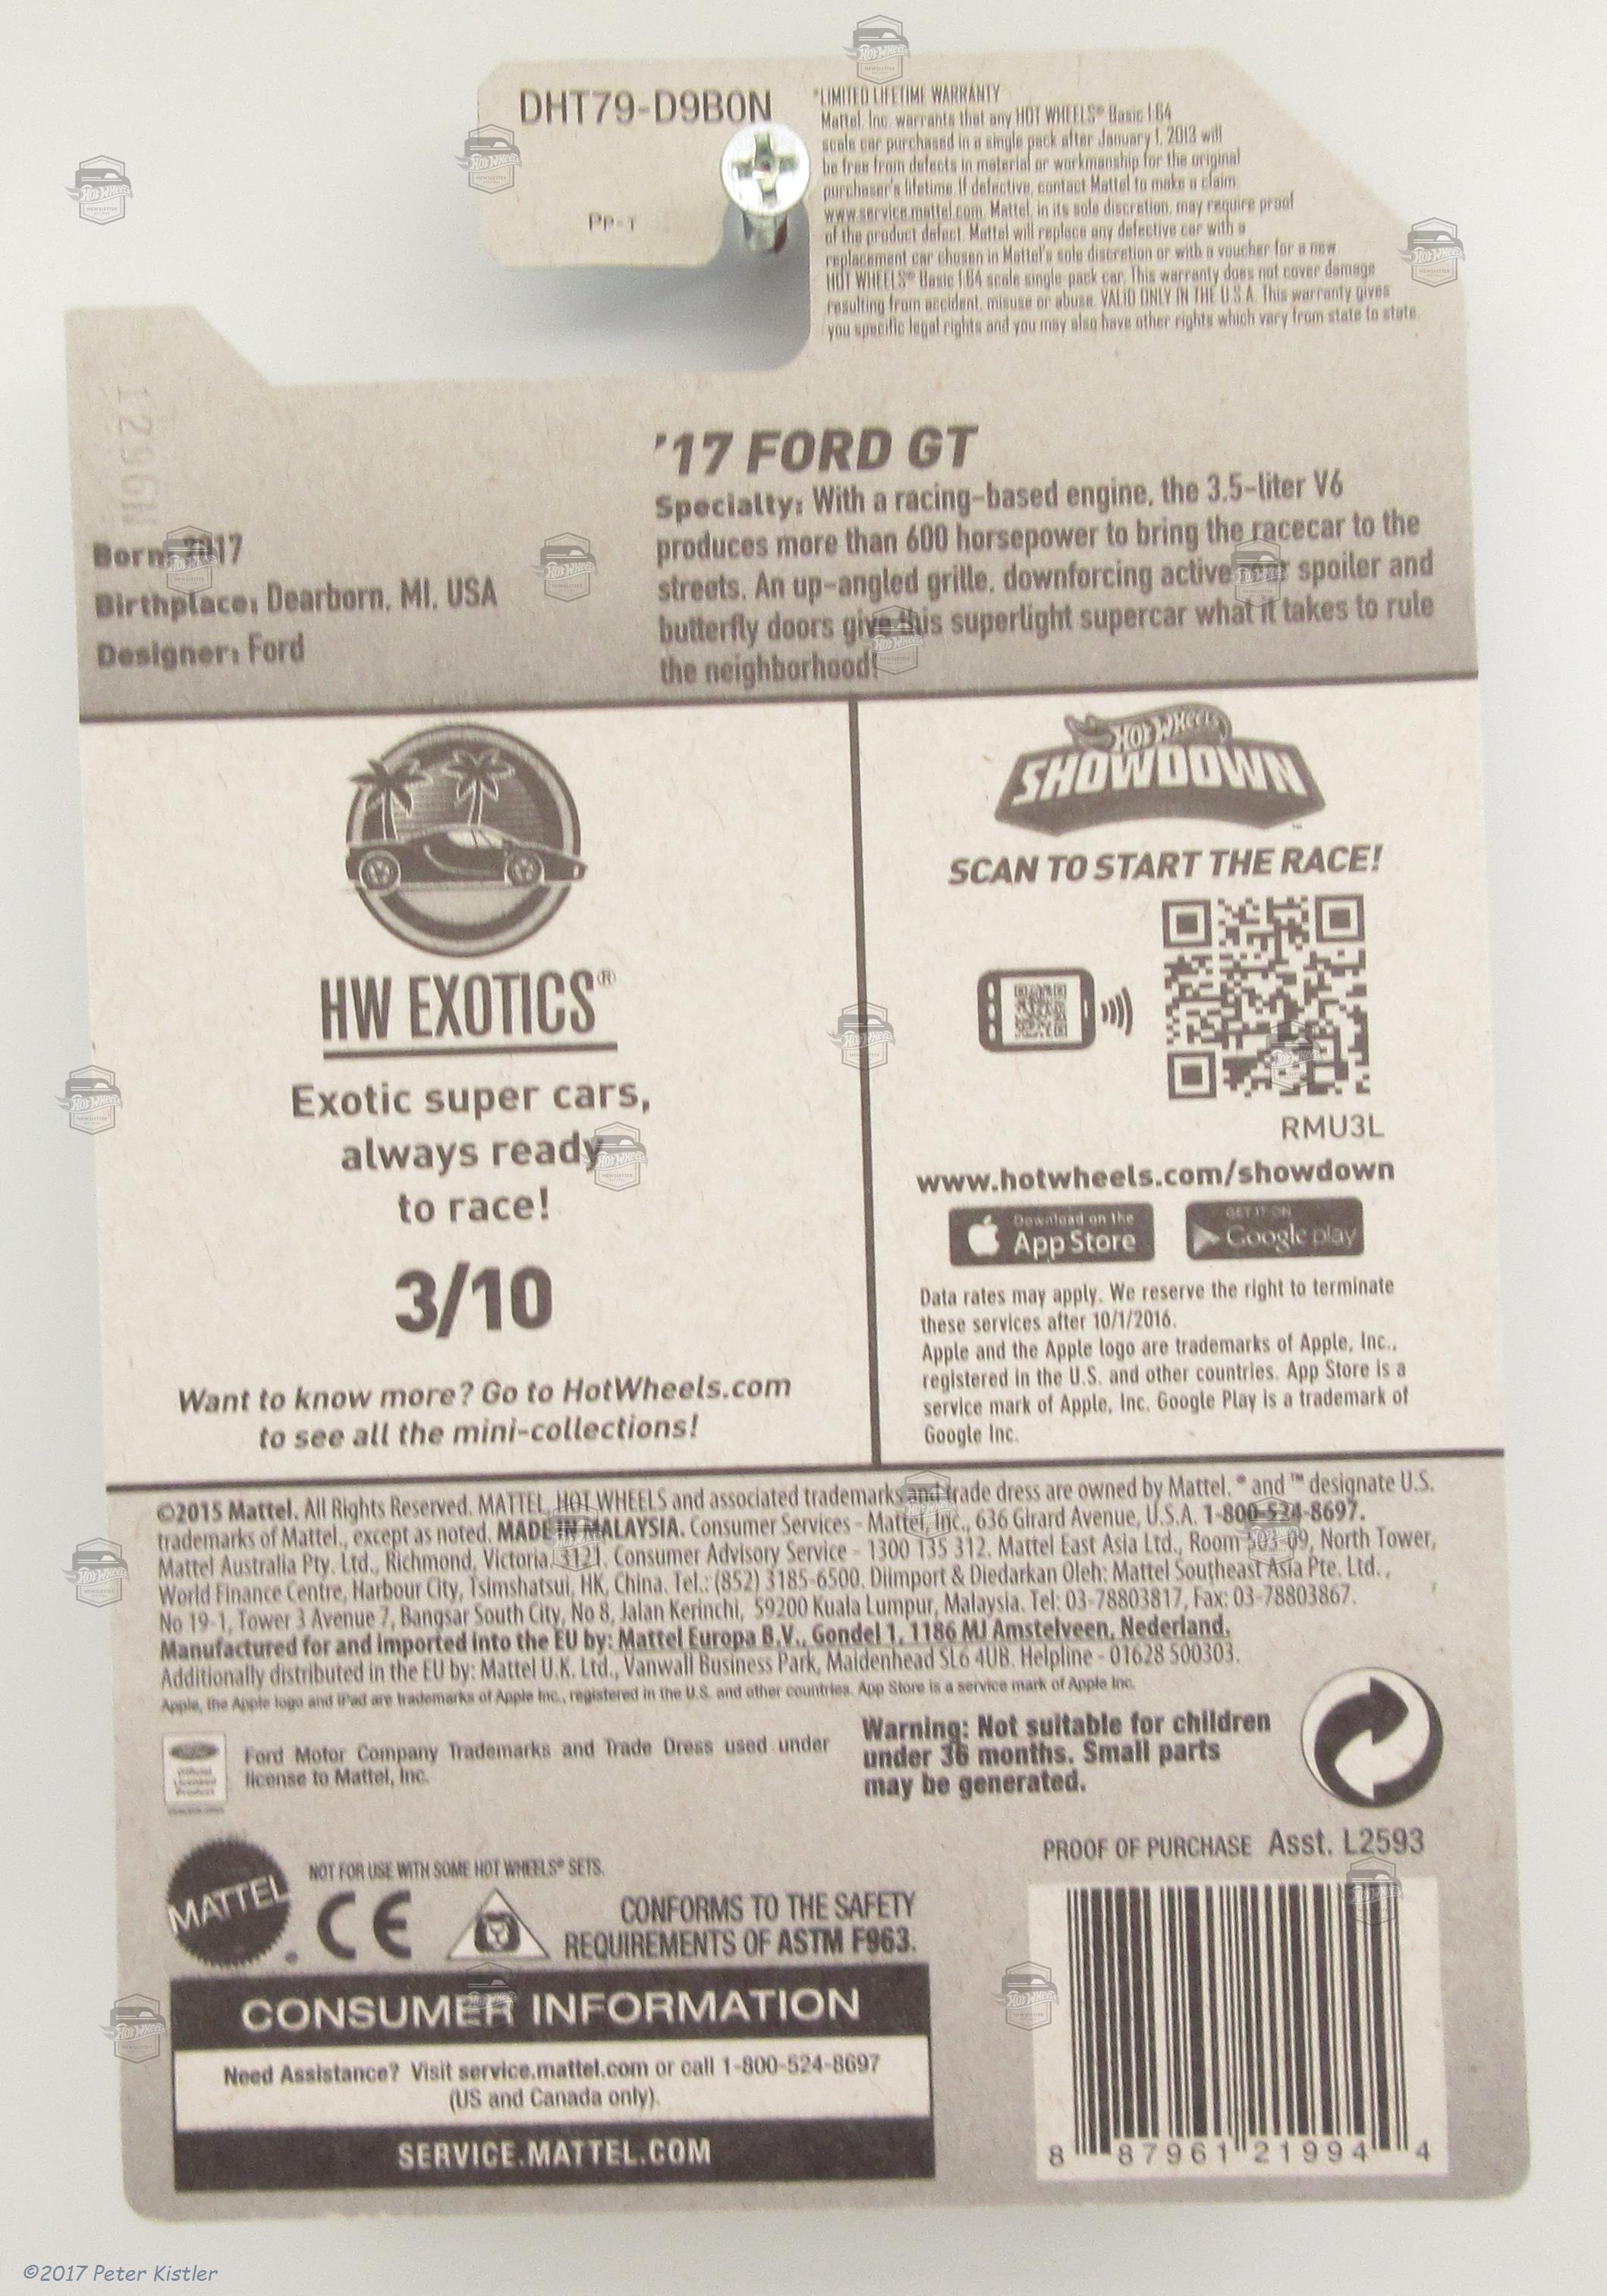 DHT79-D9B0N
PP-T
*LIMITED LIFETIME WARRANTY
Mattel, Inc. warrants that any HOT WHEELS® Basic 1:64
scale car purchased in a single pack after January 1, 2013 will
be free from defects in material or workmanship for the original
purchaser's lifetime. If defective, contact Mattel to make a claim:
www.service.mattel.com. Mattel, in its sole discretion, may require proof
of the product defect. Mattel will replace any defective car with a
replacement car chosen in Mattel's sole discretion or with a voucher for a new
HOT WHEELS® Basic 1:64 scale single-pack car. This warranty does not cover damage
resulting from accident, misuse or abuse. VALID ONLY IN THE U.S.A. This warranty gives
you specific legal rights and you may also have other rights which vary from state to state.
'17 FORD GT
Born: 2017
Birthplace: Dearborn, MI, USA
Designer: Ford
Specialty: With a racing-based engine, the 3.5-liter V6
produces more than 600 horsepower to bring the racecar to the
streets. An up-angled grille, downforcing active rear spoiler and
butterfly doors give this superlight supercar what it takes to rule
the neighborhood!
HW EXOTICS®
Exotic super cars,
always ready
to race!
3/10
Want to know more? Go to HotWheels.com
to see all the mini-collections!
HOT WHEELS
SHOWDOWN™
SCAN TO START THE RACE!
RMU3L
www.hotwheels.com/showdown
Download on the
App Store
GET IT ON
Google play
Data rates may apply. We reserve the right to terminate
these services after 10/1/2016.
Apple and the Apple logo are trademarks of Apple, Inc.,
registered in the U.S. and other countries. App Store is a
service mark of Apple, Inc. Google Play is a trademark of
Google Inc.
©2015 Mattel. All Rights Reserved. MATTEL, HOT WHEELS and associated trademarks and trade dress are owned by Mattel. ® and ™ designate U.S.
trademarks of Mattel., except as noted. MADE IN MALAYSIA. Consumer Services - Mattel, Inc., 636 Girard Avenue, U.S.A. 1-800-524-8697.
Mattel Australia Pty. Ltd., Richmond, Victoria. 3121. Consumer Advisory Service - 1300 135 312. Mattel East Asia Ltd., Room 503-09, North Tower,
World Finance Centre, Harbour City, Tsimshatsui, HK, China. Tel.: (852) 3185-6500. Diimport & Diedarkan Oleh: Mattel Southeast Asia Pte. Ltd.,
No 19-1, Tower 3 Avenue 7, Bangsar South City, No 8, Jalan Kerinchi, 59200 Kuala Lumpur, Malaysia. Tel: 03-78803817, Fax: 03-78803867.
Manufactured for and imported into the EU by: Mattel Europa B.V., Gondel 1, 1186 MJ Amstelveen, Nederland.
Additionally distributed in the EU by: Mattel U.K. Ltd., Vanwall Business Park, Maidenhead SL6 4UB. Helpline - 01628 500303.
Apple, the Apple logo and iPad are trademarks of Apple Inc., registered in the U.S. and other countries. App Store is a service mark of Apple Inc.
Ford Motor Company Trademarks and Trade Dress used under
license to Mattel, Inc.
Official
Licensed
Product
Warning: Not suitable for children
under 36 months. Small parts
may be generated.
MATTEL
NOT FOR USE WITH SOME HOT WHEELS® SETS.
CE
CONFORMS TO THE SAFETY
REQUIREMENTS OF ASTM F963.
PROOF OF PURCHASE Asst. L2593
CONSUMER INFORMATION
Need Assistance? Visit service.mattel.com or call 1-800-524-8697
(US and Canada only).
SERVICE.MATTEL.COM
8 87961 21994 4
©2017 Peter Kistler